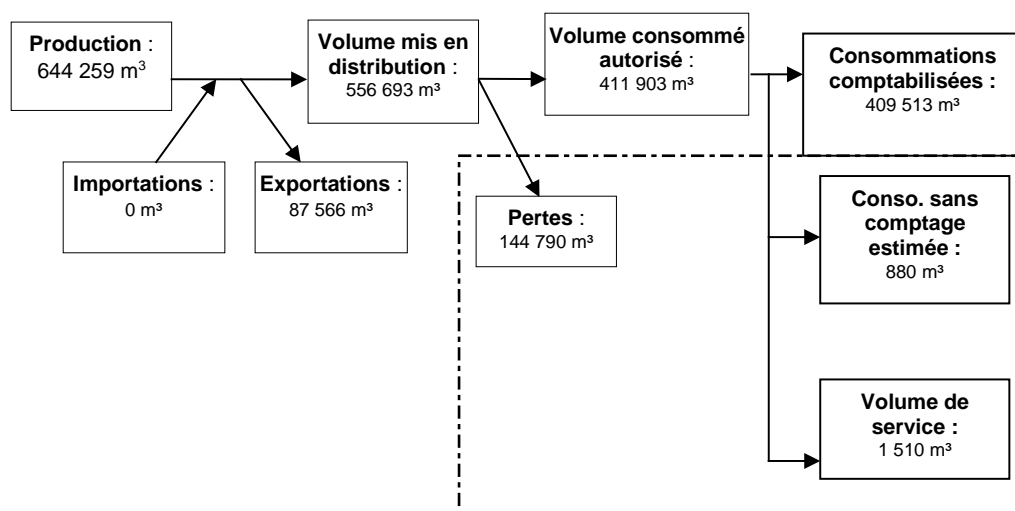 Production :
644 259 m³
Volume mis en
distribution :
556 693 m³
Volume consommé
autorisé :
411 903 m³
Consommations
comptabilisées :
409 513 m³
Importations :
0 m³
Exportations :
87 566 m³
Pertes :
144 790 m³
Conso. sans
comptage
estimée :
880 m³
Volume de
service :
1 510 m³